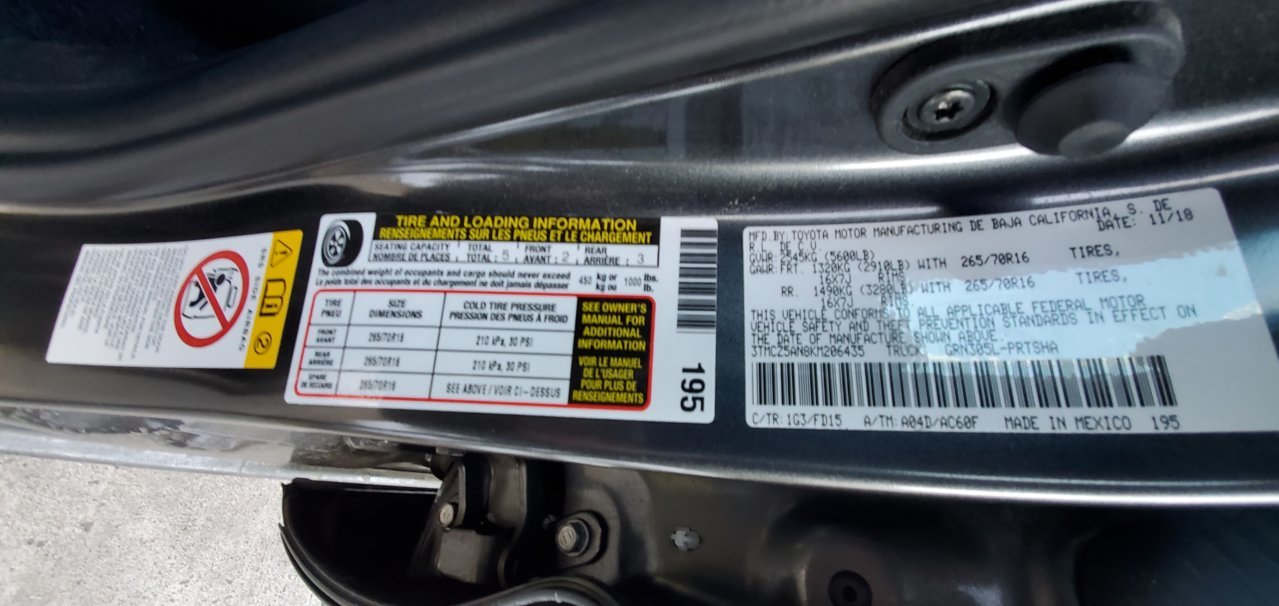 SRS SIDE AIRBAG
TIRE AND LOADING INFORMATION
RENSEIGNEMENTS SUR LES PNEUS ET LE CHARGEMENT
SEATING CAPACITY TOTAL FRONT REAR
NOMBRE DE PLACES TOTAL: 5 AVANT: 2 ARRIÈRE: 3
The combined weight of occupants and cargo should never exceed 450 kg or 1000 lbs.
Le poids total des occupants et du chargement ne doit jamais dépasser kg ou lb.
TIRE SIZE COLD TIRE PRESSURE
PNEU DIMENSIONS PRESSION DES PNEUS À FROID
FRONT
AVANT 265/70R16 210 kPa, 30 PSI
REAR
ARRIÈRE 265/70R16 210 kPa, 30 PSI
SPARE
DE SECOURS 265/70R16 SEE ABOVE / VOIR CI-DESSUS
SEE OWNER'S
MANUAL FOR
ADDITIONAL
INFORMATION
VOIR LE MANUEL
DE L'USAGER
POUR PLUS DE
RENSEIGNEMENTS
195
MFD. BY: TOYOTA MOTOR MANUFACTURING DE BAJA CALIFORNIA, S. DE
R.L. DE C.V. DATE: 11/18
GVWR: 2545KG (5600LB)
GAWR: FRT. 1320KG (2910LB) WITH 265/70R16 TIRES,
16X7J RIMS
RR. 1490KG (3280LB) WITH 265/70R16 TIRES,
16X7J RIMS
THIS VEHICLE CONFORMS TO ALL APPLICABLE FEDERAL MOTOR
VEHICLE SAFETY AND THEFT PREVENTION STANDARDS IN EFFECT ON
THE DATE OF MANUFACTURE SHOWN ABOVE.
3TMCZ5AN8KM206435 TRUCK GRN305L-PRTSHA
C/TR: 1G3/FD15 A/TM: A04D/AC60F MADE IN MEXICO 195